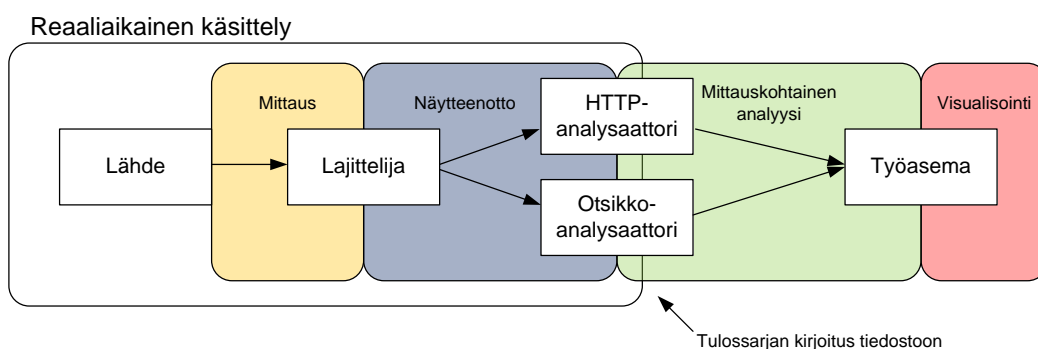 Reaaliaikainen käsittely
Mittaus
Näytteenotto
HTTP-
analysaattori
Mittauskohtainen
analyysi
Visualisointi
Lähde
Lajittelija
Työasema
Otsikko-
analysaattori
Tulossarjan kirjoitus tiedostoon